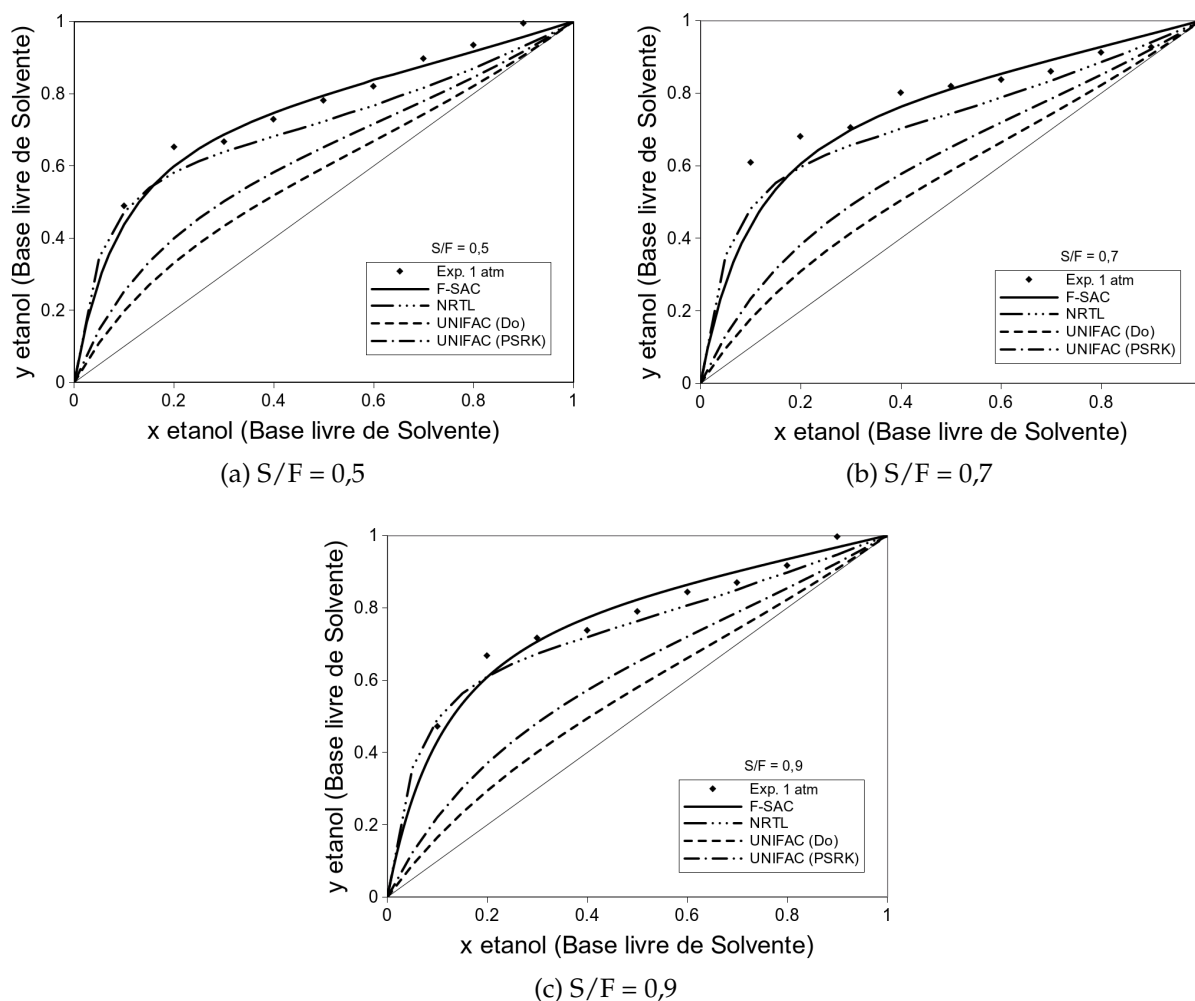 1
0.8
0.6
0.4
0.2
0
y etanol (Base livre de Solvente)
S/F = 0,5
Exp. 1 atm
F-SAC
NRTL
UNIFAC (Do)
UNIFAC (PSRK)
0 0.2 0.4 0.6 0.8 1
x etanol (Base livre de Solvente)
(a) S/F = 0,5
1
0.8
0.6
0.4
0.2
0
y etanol (Base livre de Solvente)
S/F = 0,7
Exp. 1 atm
F-SAC
NRTL
UNIFAC (Do)
UNIFAC (PSRK)
0 0.2 0.4 0.6 0.8
x etanol (Base livre de Solvente)
(b) S/F = 0,7
1
0.8
0.6
0.4
0.2
0
y etanol (Base livre de Solvente)
S/F = 0,9
Exp. 1 atm
F-SAC
NRTL
UNIFAC (Do)
UNIFAC (PSRK)
0 0.2 0.4 0.6 0.8 1
x etanol (Base livre de Solvente)
(c) S/F = 0,9